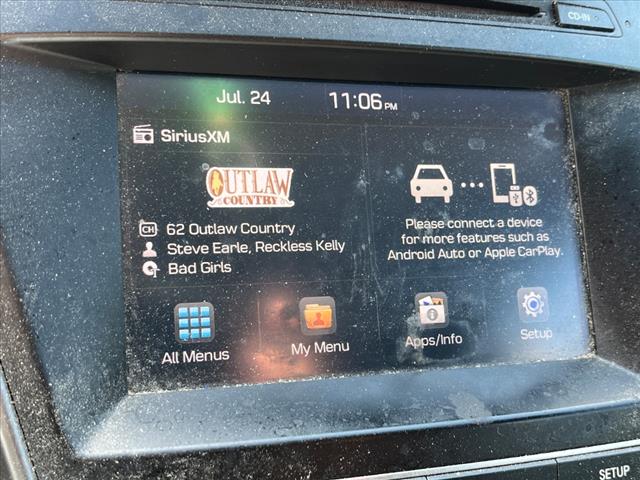 CD-IN
Jul. 24 11:06 PM
SiriusXM
OUTLAW
COUNTRY
CH 62 Outlaw Country
Steve Earle, Reckless Kelly
Bad Girls
Please connect a device
for more features such as
Android Auto or Apple CarPlay.
All Menus
My Menu
Apps/Info
Setup
SETUP